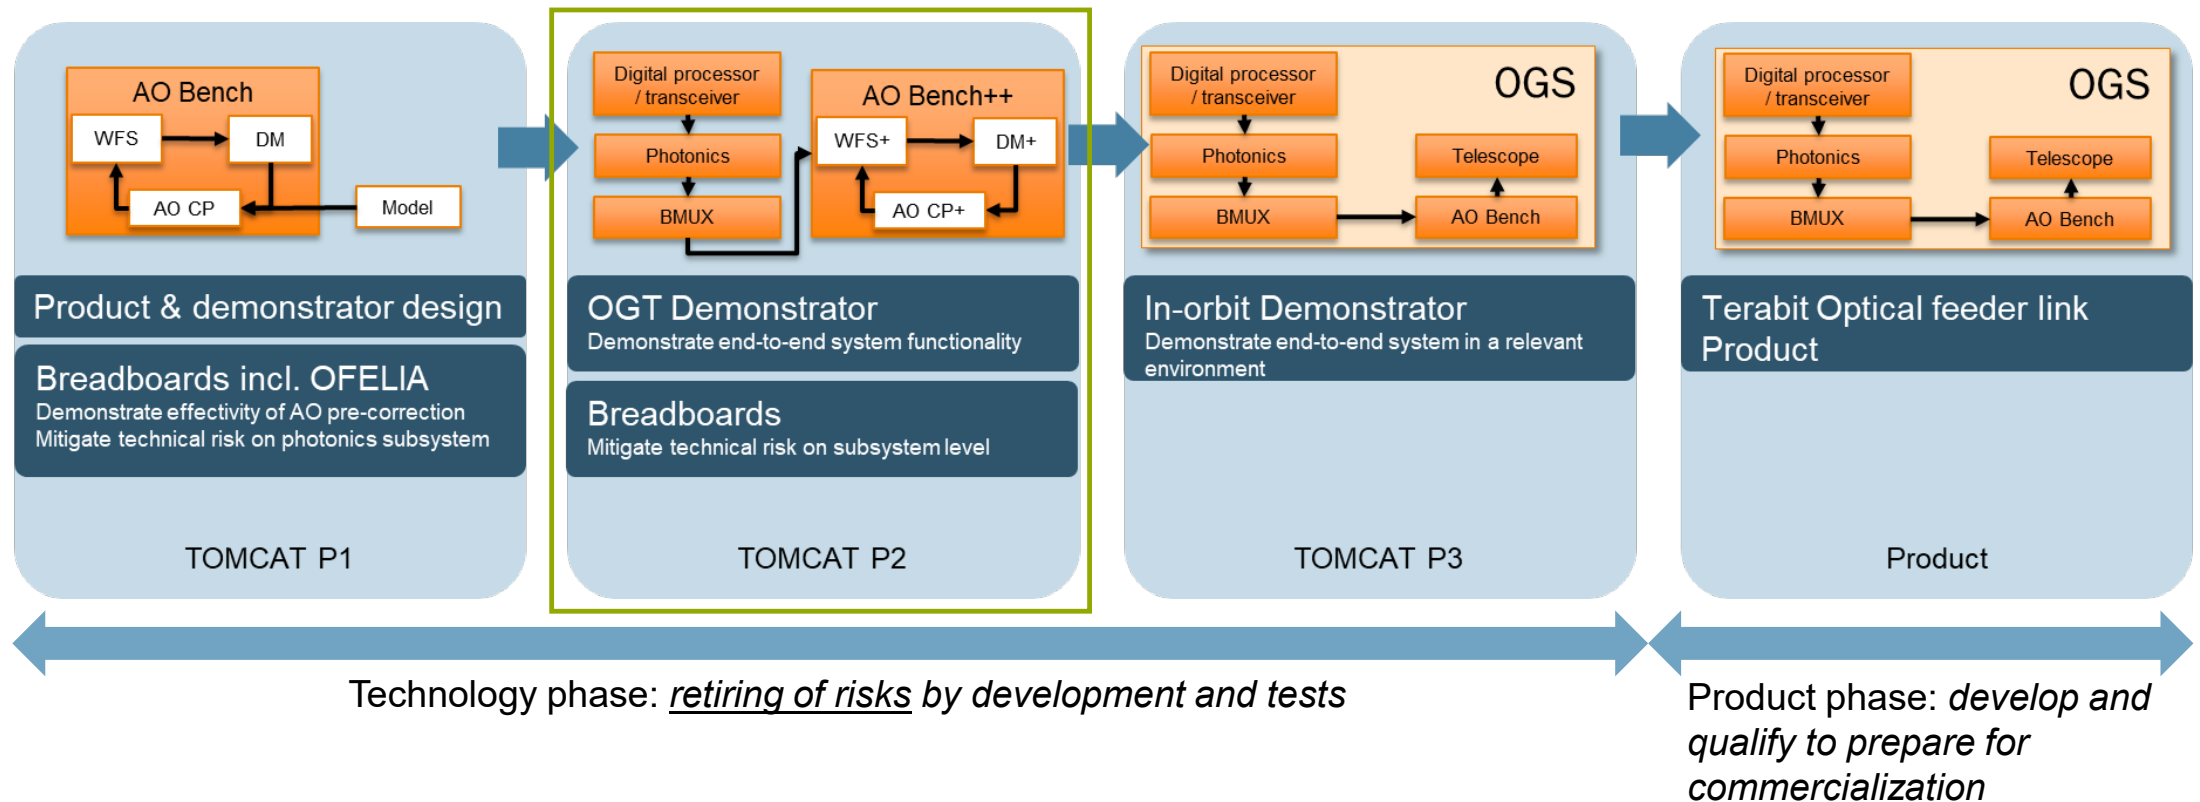 AO Bench
WFS
DM
AO CP
Model
Product & demonstrator design
Breadboards incl. OFELIA
Demonstrate effectivity of AO pre-correction
Mitigate technical risk on photonics subsystem
TOMCAT P1
Digital processor
/ transceiver
Photonics
BMUX
AO Bench++
WFS+
DM+
AO CP+
OGT Demonstrator
Demonstrate end-to-end system functionality
Breadboards
Mitigate technical risk on subsystem level
TOMCAT P2
OGS
Digital processor
/ transceiver
Photonics
BMUX
Telescope
AO Bench
In-orbit Demonstrator
Demonstrate end-to-end system in a relevant
environment
TOMCAT P3
OGS
Digital processor
/ transceiver
Photonics
BMUX
Telescope
AO Bench
Terabit Optical feeder link
Product
Product
Technology phase: retiring of risks by development and tests
Product phase: develop and
qualify to prepare for
commercialization